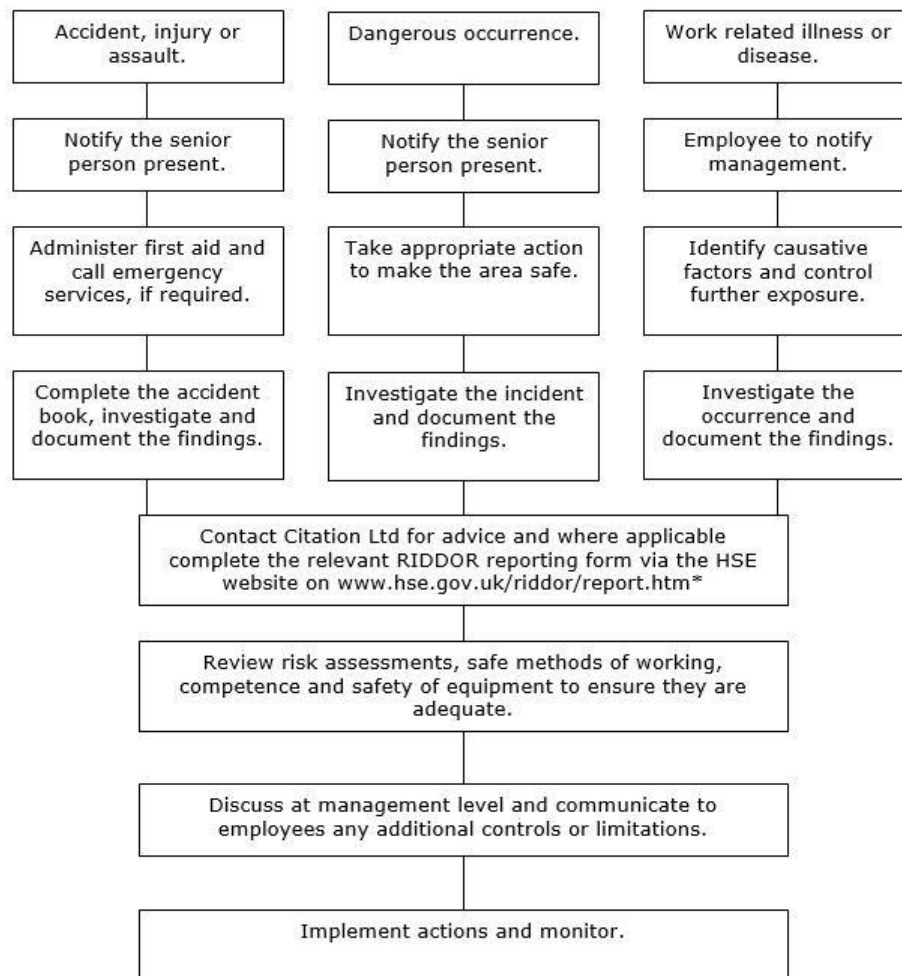 Accident, injury or
assault.
Notify the senior
person present.
Administer first aid and
call emergency
services, if required.
Complete the accident
book, investigate and
document the findings.
Dangerous occurrence.
Notify the senior
person present.
Take appropriate action
to make the area safe.
Investigate the incident
and document the
findings.
Work related illness or
disease.
Employee to notify
management.
Identify causative
factors and control
further exposure.
Investigate the
occurrence and
document the findings.
Contact Citation Ltd for advice and where applicable
complete the relevant RIDDOR reporting form via the HSE
website on www.hse.gov.uk/riddor/report.htm*
Review risk assessments, safe methods of working,
competence and safety of equipment to ensure they are
adequate.
Discuss at management level and communicate to
employees any additional controls or limitations.
Implement actions and monitor.